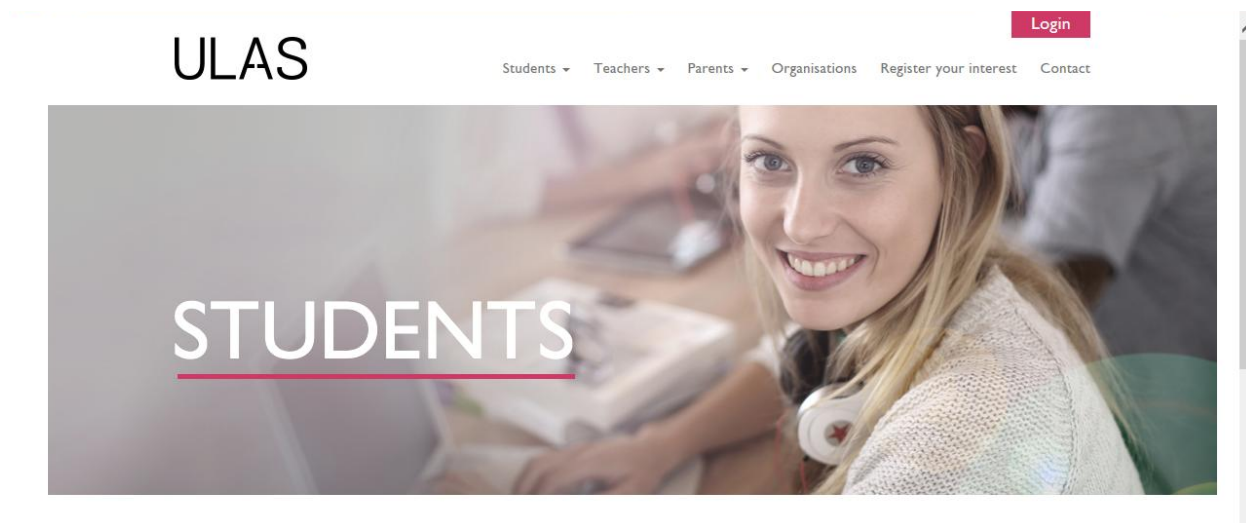 Login
ULAS
Students Teachers Parents Organisations Register your interest Contact
STUDENTS